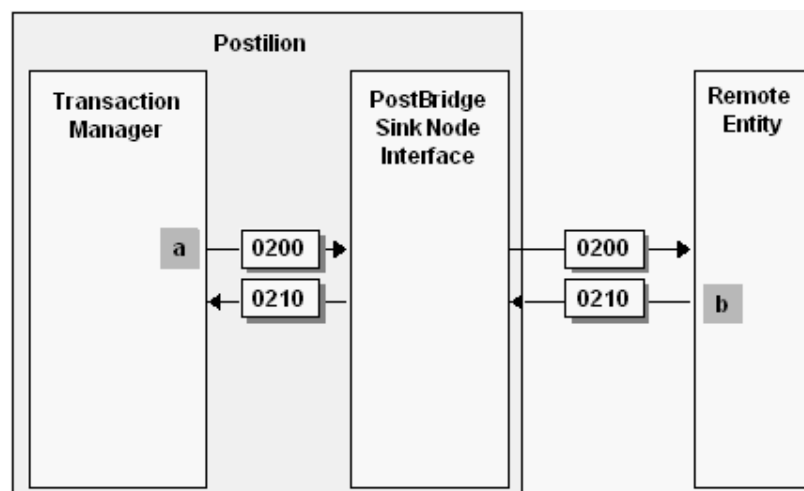 Postilion
Transaction
Manager
PostBridge
Sink Node
Interface
Remote
Entity
a
0200
0200
0210
0210
b